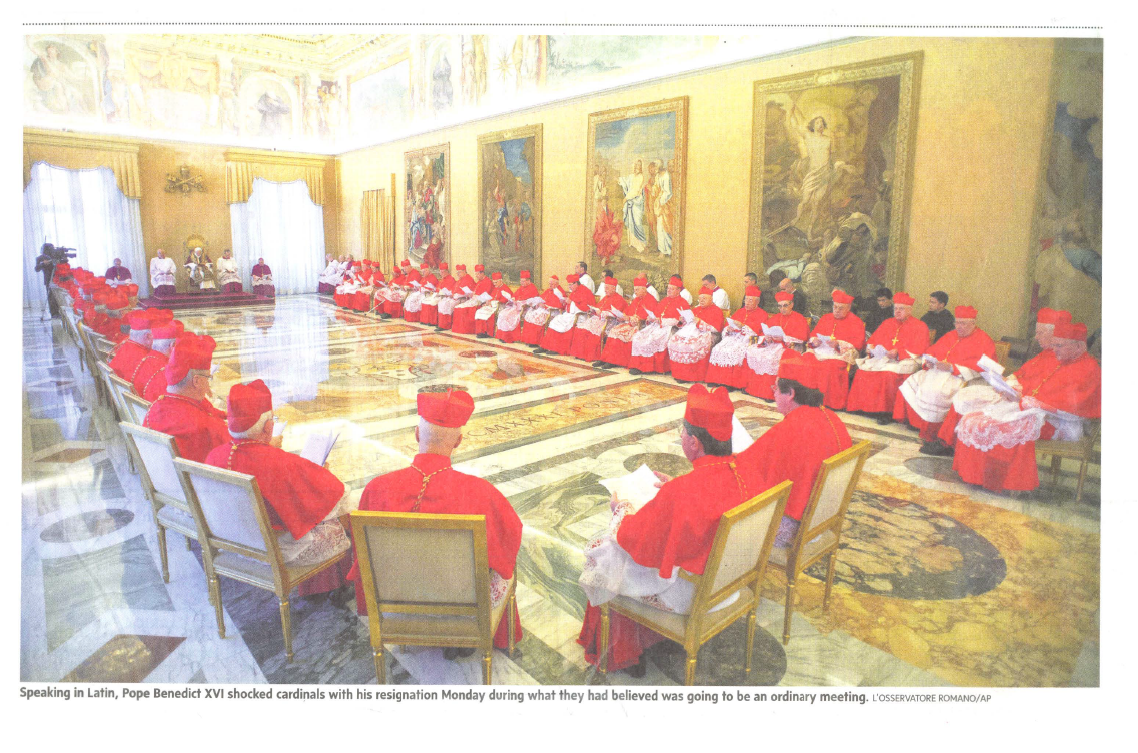 Speaking in Latin, Pope Benedict XVI shocked cardinals with his resignation Monday during what they had believed was going to be an ordinary meeting. L'OSSERVATORE ROMANO/AP